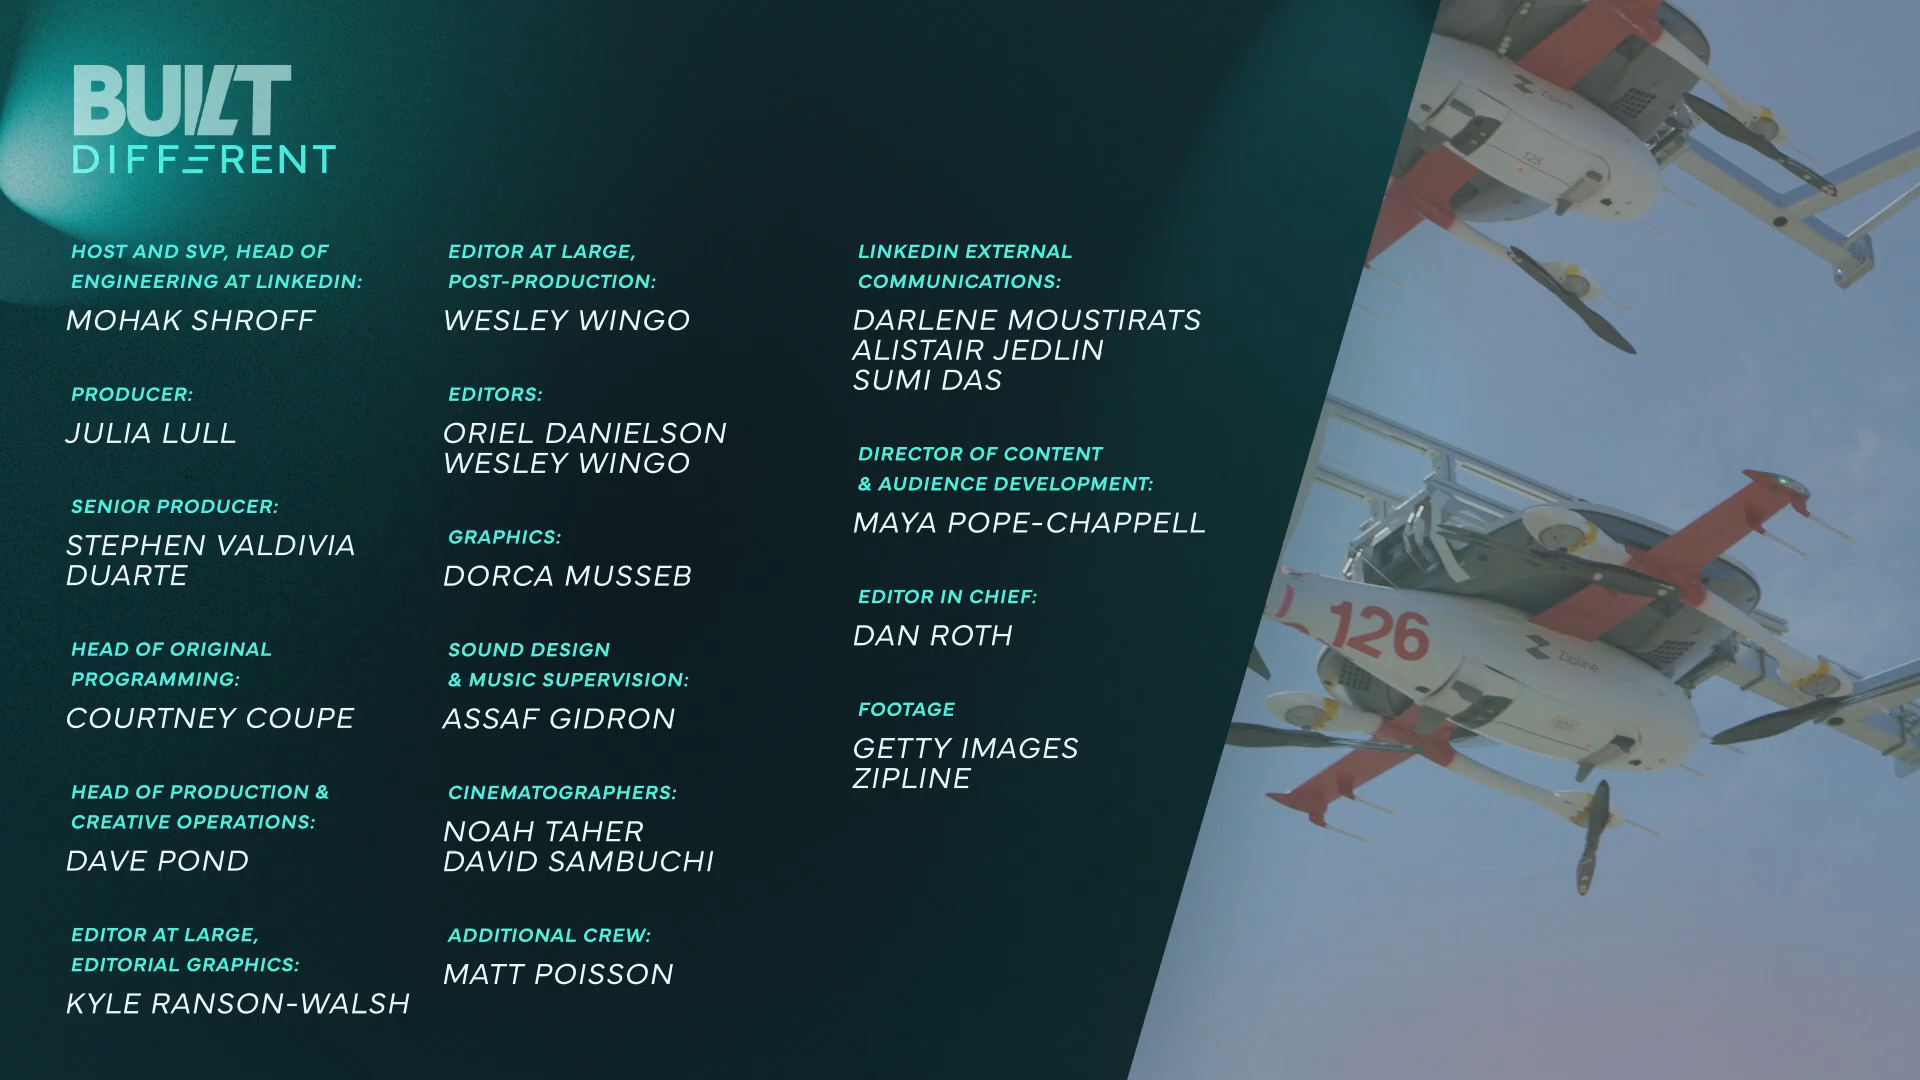 BUILT
DIFFERENT
HOST AND SVP, HEAD OF
ENGINEERING AT LINKEDIN:
MOHAK SHROFF
PRODUCER:
JULIA LULL
SENIOR PRODUCER:
STEPHEN VALDIVIA
DUARTE
HEAD OF ORIGINAL
PROGRAMMING:
COURTNEY COUPE
HEAD OF PRODUCTION &
CREATIVE OPERATIONS:
DAVE POND
EDITOR AT LARGE,
EDITORIAL GRAPHICS:
KYLE RANSON-WALSH
EDITOR AT LARGE,
POST-PRODUCTION:
WESLEY WINGO
EDITORS:
ORIEL DANIELSON
WESLEY WINGO
GRAPHICS:
DORCA MUSSEB
SOUND DESIGN
& MUSIC SUPERVISION:
ASSAF GIDRON
CINEMATOGRAPHERS:
NOAH TAHER
DAVID SAMBUCHI
ADDITIONAL CREW:
MATT POISSON
LINKEDIN EXTERNAL
COMMUNICATIONS:
DARLENE MOUSTIRATS
ALISTAIR JEDLIN
SUMI DAS
DIRECTOR OF CONTENT
& AUDIENCE DEVELOPMENT:
MAYA POPE-CHAPPELL
EDITOR IN CHIEF:
DAN ROTH
FOOTAGE
GETTY IMAGES
ZIPLINE
Zipline
125
126
Zipline